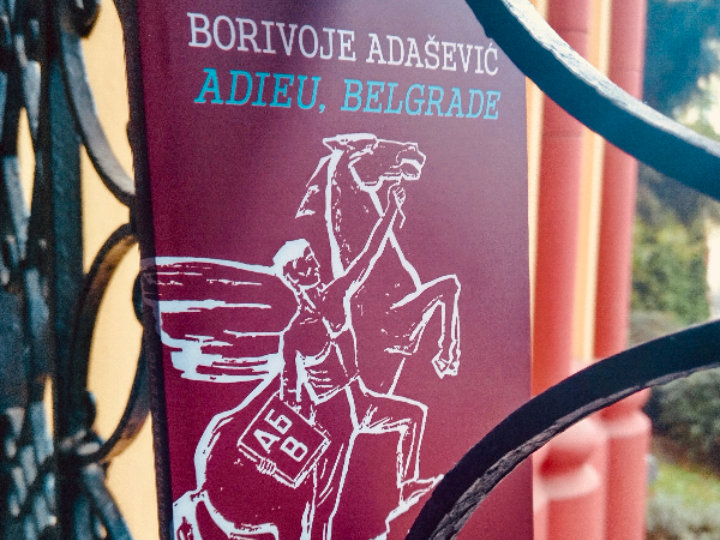 BORIVOJE ADAŠEVIĆ
ADIEU, BELGRADE
АБ
В